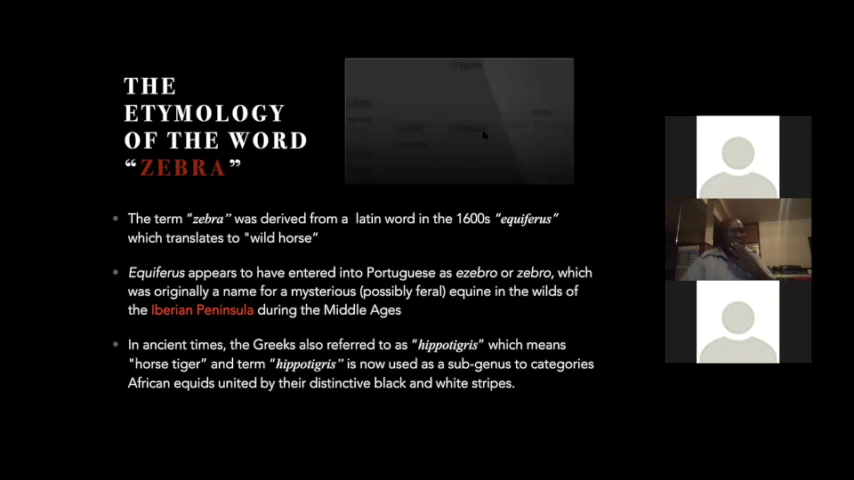 THE
ETYMOLOGY
OF THE WORD
“ZEBRA”
The term “zebra” was derived from a latin word in the 1600s “equiferus”
which translates to "wild horse”
Equiferus appears to have entered into Portuguese as ezebro or zebro, which
was originally a name for a mysterious (possibly feral) equine in the wilds of
the Iberian Peninsula during the Middle Ages
In ancient times, the Greeks also referred to as "hippotigris" which means
"horse tiger” and term “hippotigris” is now used as a sub-genus to categories
African equids united by their distinctive black and white stripes.